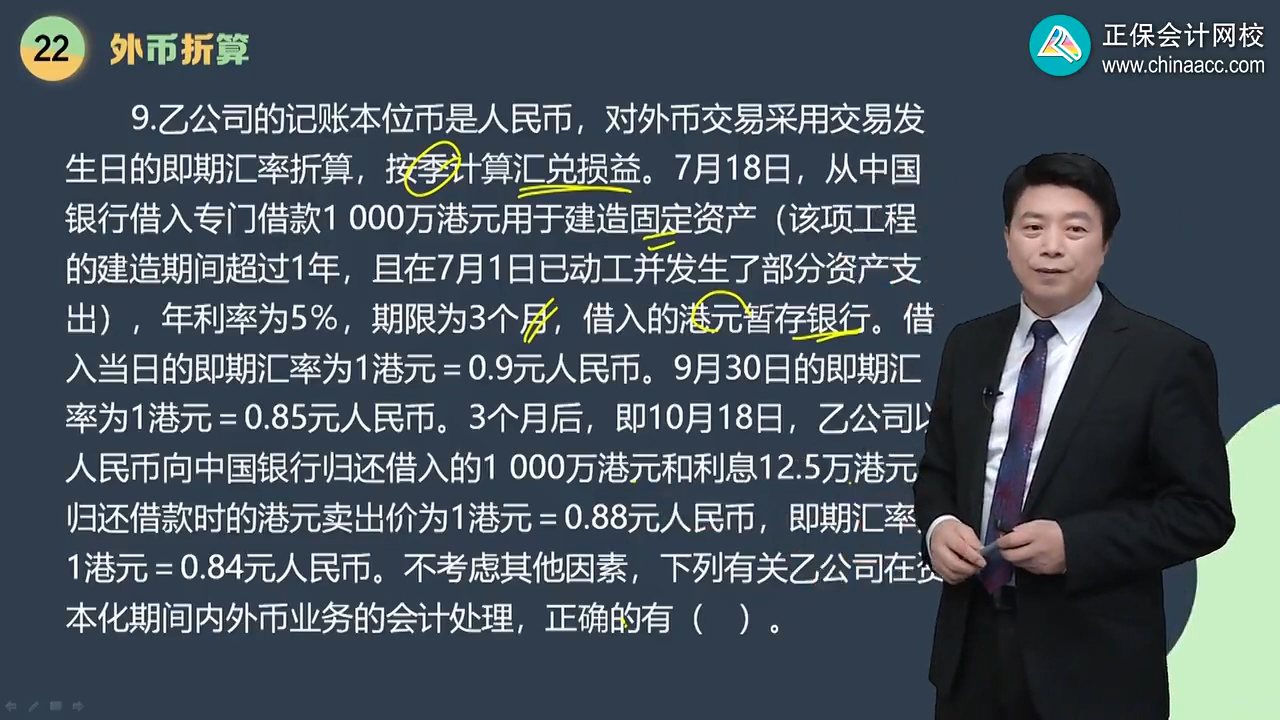 22 外币折算
正保会计网校
www.chinaacc.com
9.乙公司的记账本位币是人民币，对外币交易采用交易发
生日的即期汇率折算，按季计算汇兑损益。7月18日，从中国
银行借入专门借款1 000万港元用于建造固定资产（该项工程
的建造期间超过1年，且在7月1日已动工并发生了部分资产支
出），年利率为5%，期限为3个月，借入的港元暂存银行。借
入当日的即期汇率为1港元＝0.9元人民币。9月30日的即期汇
率为1港元＝0.85元人民币。3个月后，即10月18日，乙公司
人民币向中国银行归还借入的1 000万港元和利息12.5万港元
归还借款时的港元卖出价为1港元＝0.88元人民币，即期汇率
1港元＝0.84元人民币。不考虑其他因素，下列有关乙公司在
本化期间内外币业务的会计处理，正确的有（ ）。